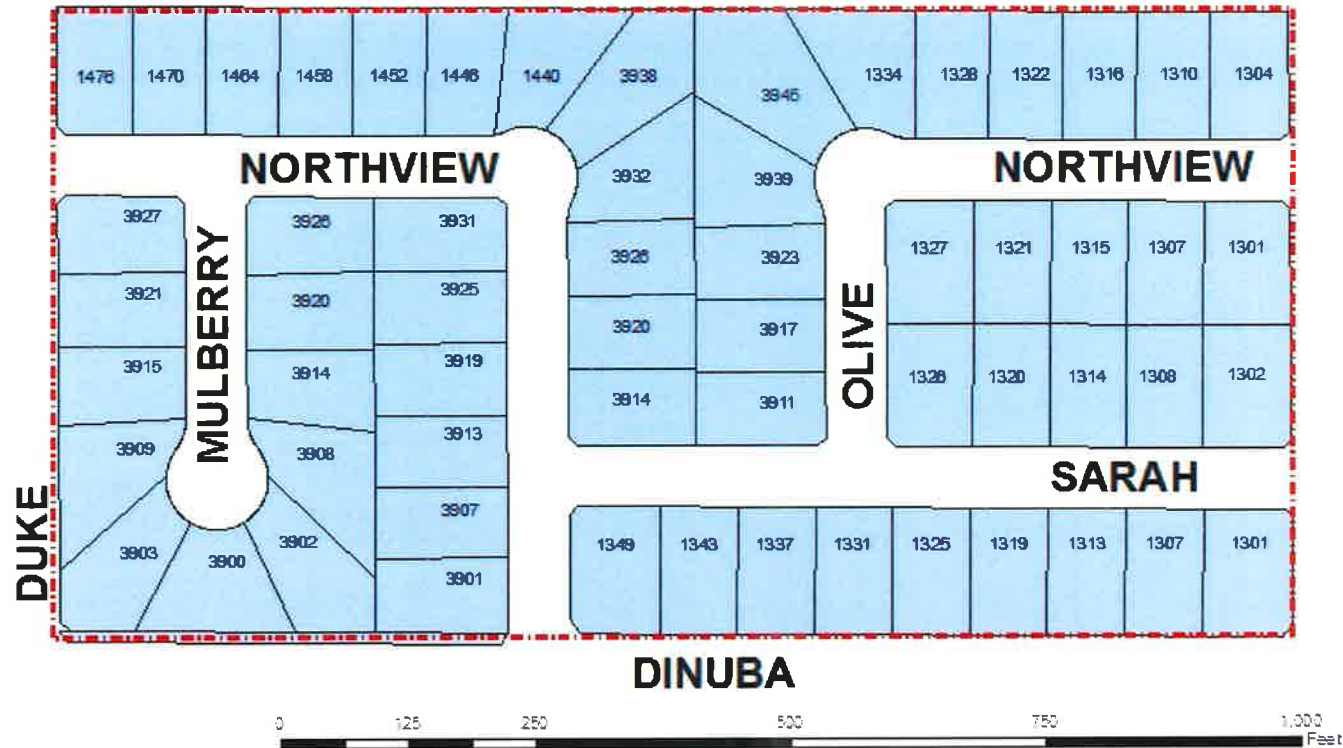 1476 1470 1464 1458 1452 1446 1440 3938 3945 1334 1328 1322 1316 1310 1304
NORTHVIEW
NORTHVIEW
3932 3939
3927 3926 3931
3921 3920 3925
3915 3914 3919
3909 3908 3913
3903 3900 3902 3907
3901
MULBERRY
DUKE
3926 3923
3920 3917
3914 3911
OLIVE
1327 1321 1315 1307 1301
1326 1320 1314 1308 1302
SARAH
1349 1343 1337 1331 1325 1319 1313 1307 1301
DINUBA
0 125 250 500 750 1,000
Feet